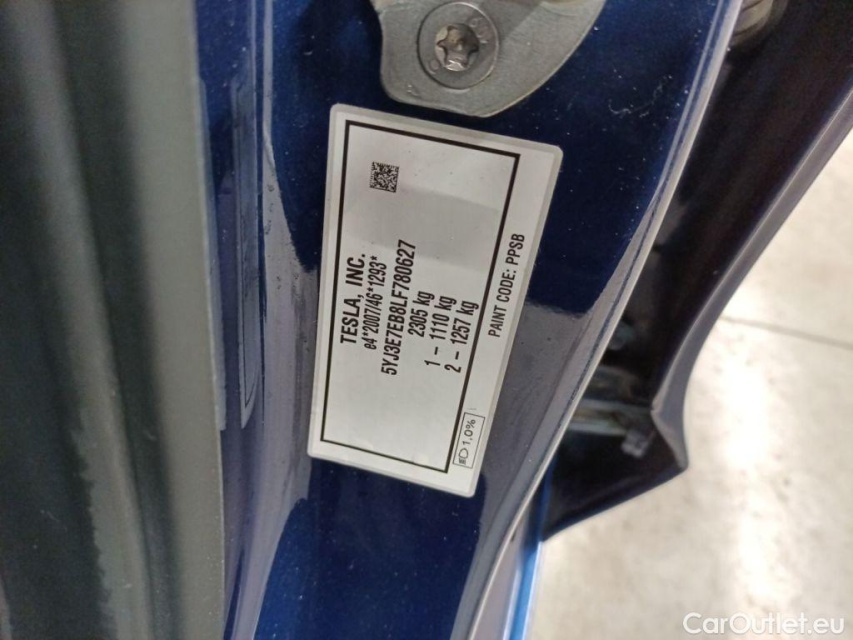 TESLA, INC.
e4*2007/46*1293*
5YJ3E7EB8LF780627
2305 kg
1 – 1110 kg
2 – 1257 kg
PAINT CODE: PPSB
1.0%
CarOutlet.eu